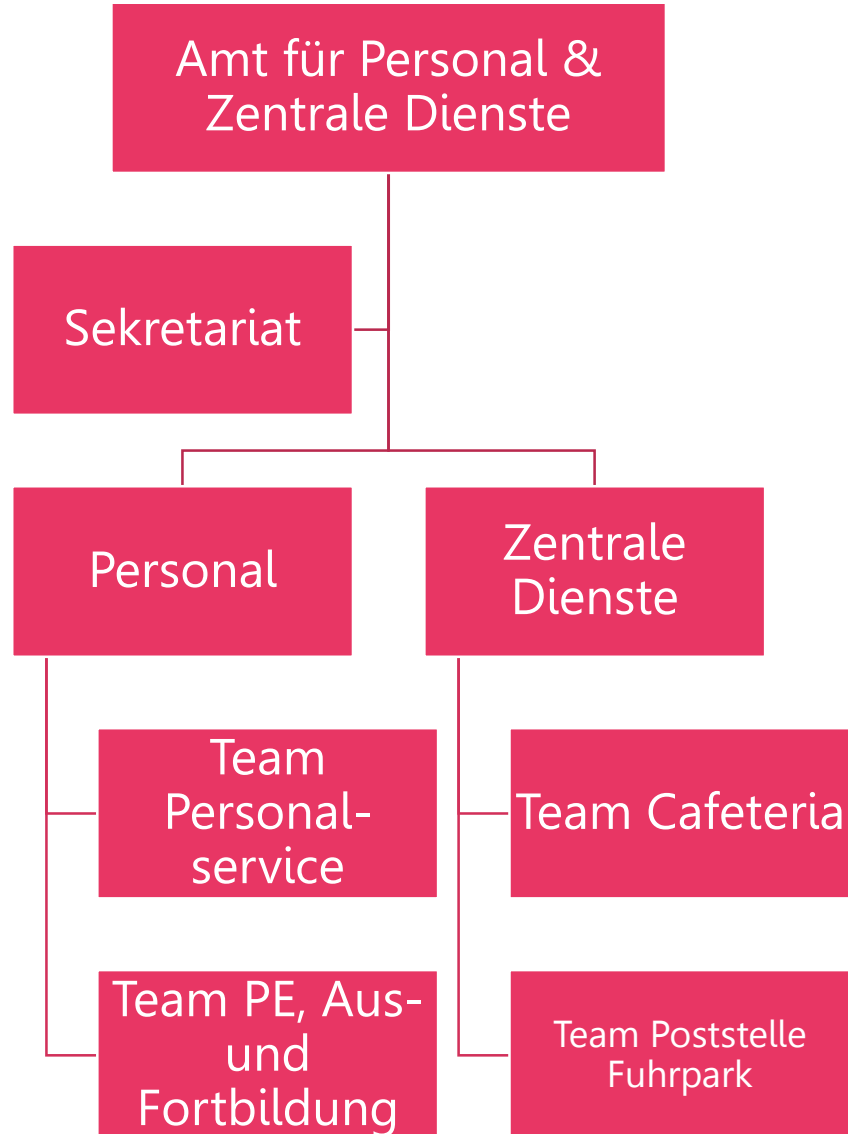 Amt für Personal &
Zentrale Dienste
Sekretariat
Personal
Zentrale
Dienste
Team
Personal-
service
Team Cafeteria
Team PE, Aus-
und
Fortbildung
Team Poststelle
Fuhrpark